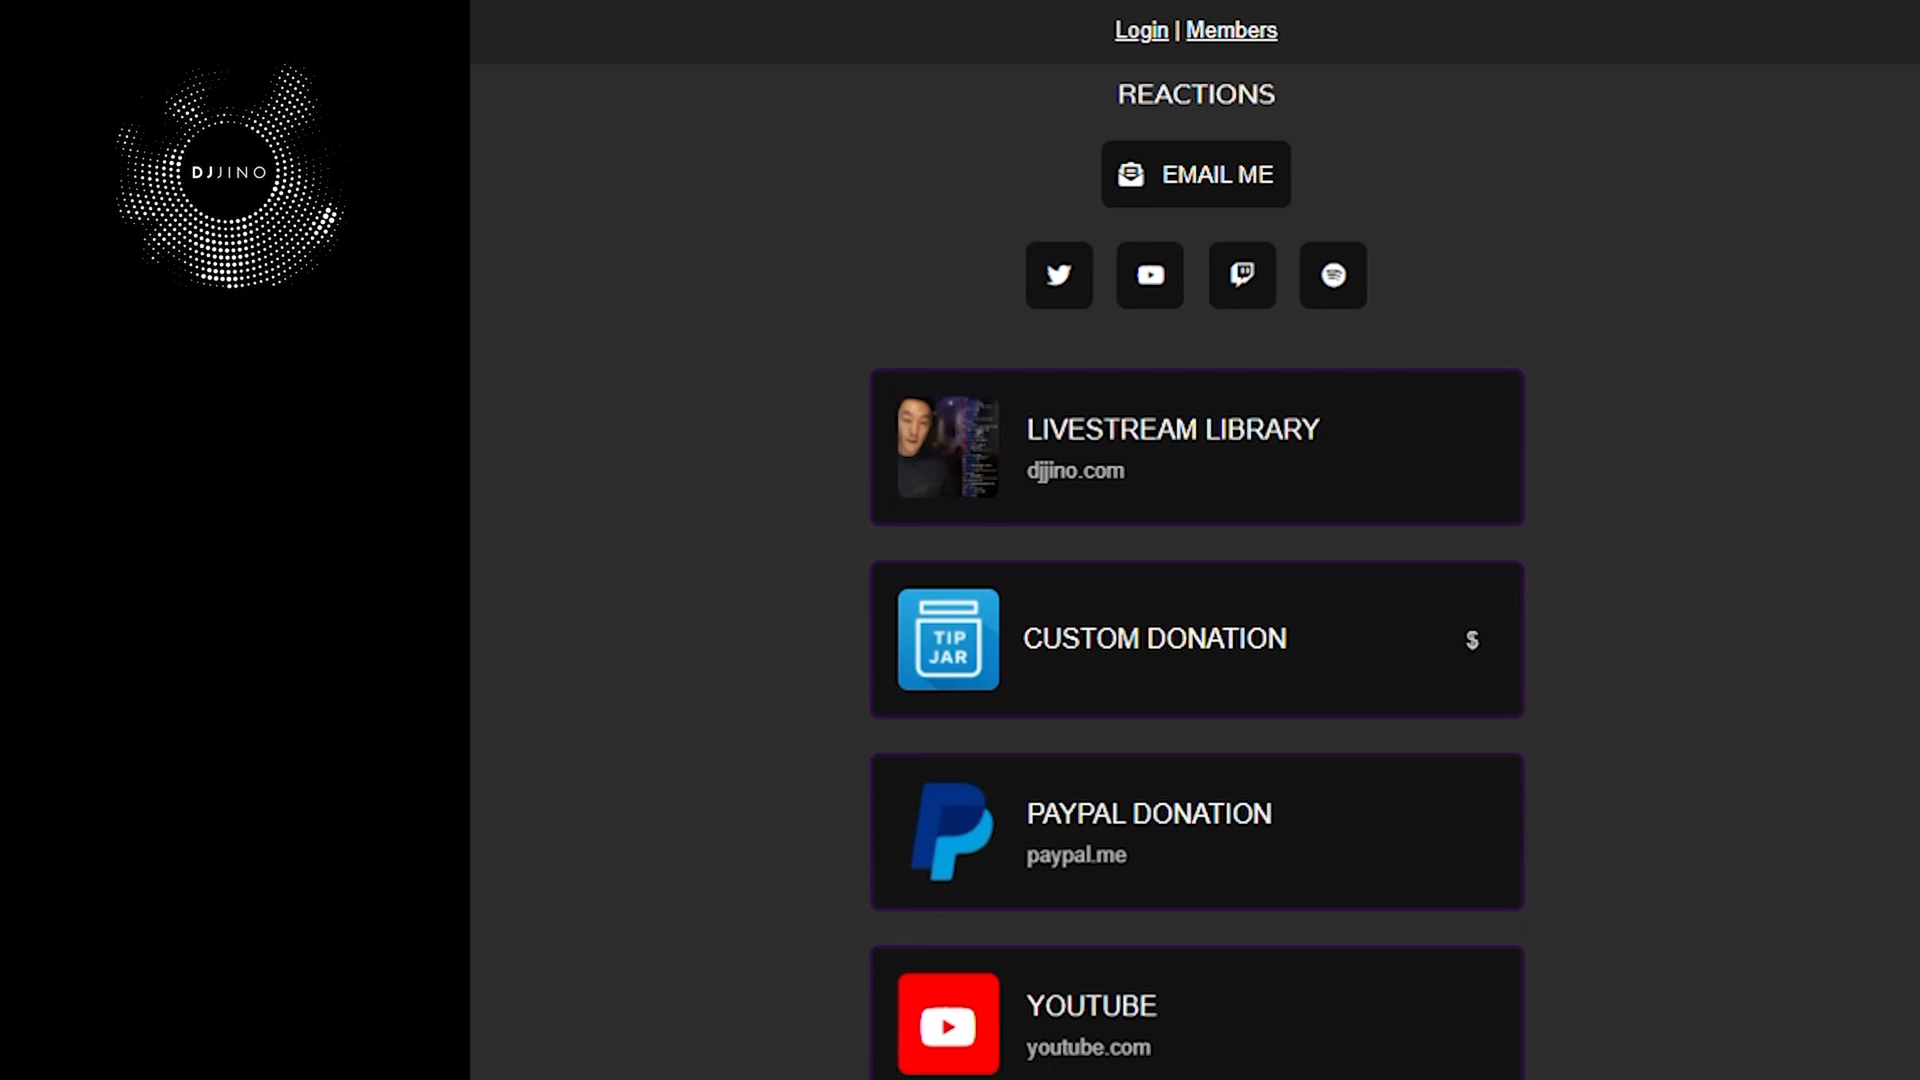 DJJINO
Login | Members
REACTIONS
EMAIL ME
LIVESTREAM LIBRARY
djjino.com
TIP
JAR
CUSTOM DONATION
$
PAYPAL DONATION
paypal.me
YOUTUBE
youtube.com